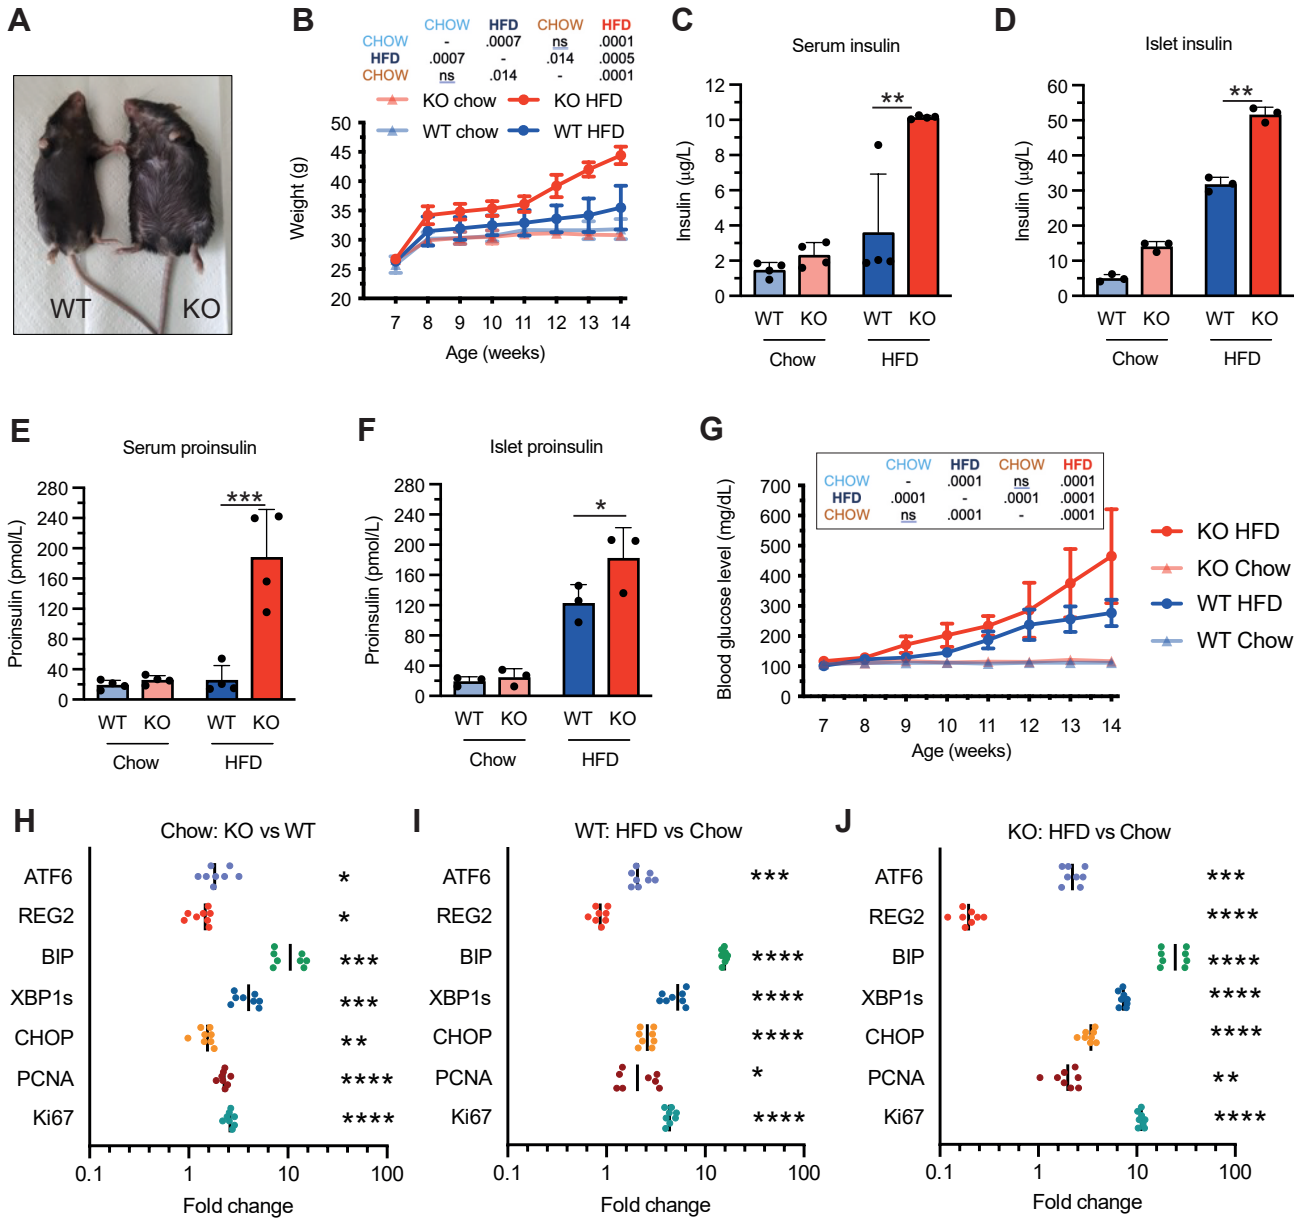 A
WT
KO
B
CHOW HFD CHOW HFD
CHOW - .0007 ns .0001
HFD .0007 - .014 .0005
CHOW ns .014 - .0001
KO chow KO HFD
WT chow WT HFD
Weight (g)
50
45
40
35
30
25
20
7 8 9 10 11 12 13 14
Age (weeks)
C
Serum insulin
Insulin (µg/L)
12
10
8
6
4
2
0
**
WT KO WT KO
Chow HFD
D
Islet insulin
Insulin (µg/L)
60
50
40
30
20
10
0
**
WT KO WT KO
Chow HFD
E
Serum proinsulin
Proinsulin (pmol/L)
280
240
200
160
120
80
40
0
***
WT KO WT KO
Chow HFD
F
Islet proinsulin
Proinsulin (pmol/L)
280
240
200
160
120
80
40
0
*
WT KO WT KO
Chow HFD
G
CHOW HFD CHOW HFD
CHOW - .0001 ns .0001
HFD .0001 - .0001 .0001
CHOW ns .0001 - .0001
Blood glucose level (mg/dL)
700
600
500
400
300
200
100
0
7 8 9 10 11 12 13 14
Age (weeks)
KO HFD
KO Chow
WT HFD
WT Chow
H
Chow: KO vs WT
ATF6 *
REG2 *
BIP ***
XBP1s ***
CHOP **
PCNA ****
Ki67 ****
0.1 1 10 100
Fold change
I
WT: HFD vs Chow
ATF6 ***
REG2
BIP ****
XBP1s ****
CHOP ****
PCNA *
Ki67 ****
0.1 1 10 100
Fold change
J
KO: HFD vs Chow
ATF6 ***
REG2 ****
BIP ****
XBP1s ****
CHOP ****
PCNA **
Ki67 ****
0.1 1 10 100
Fold change